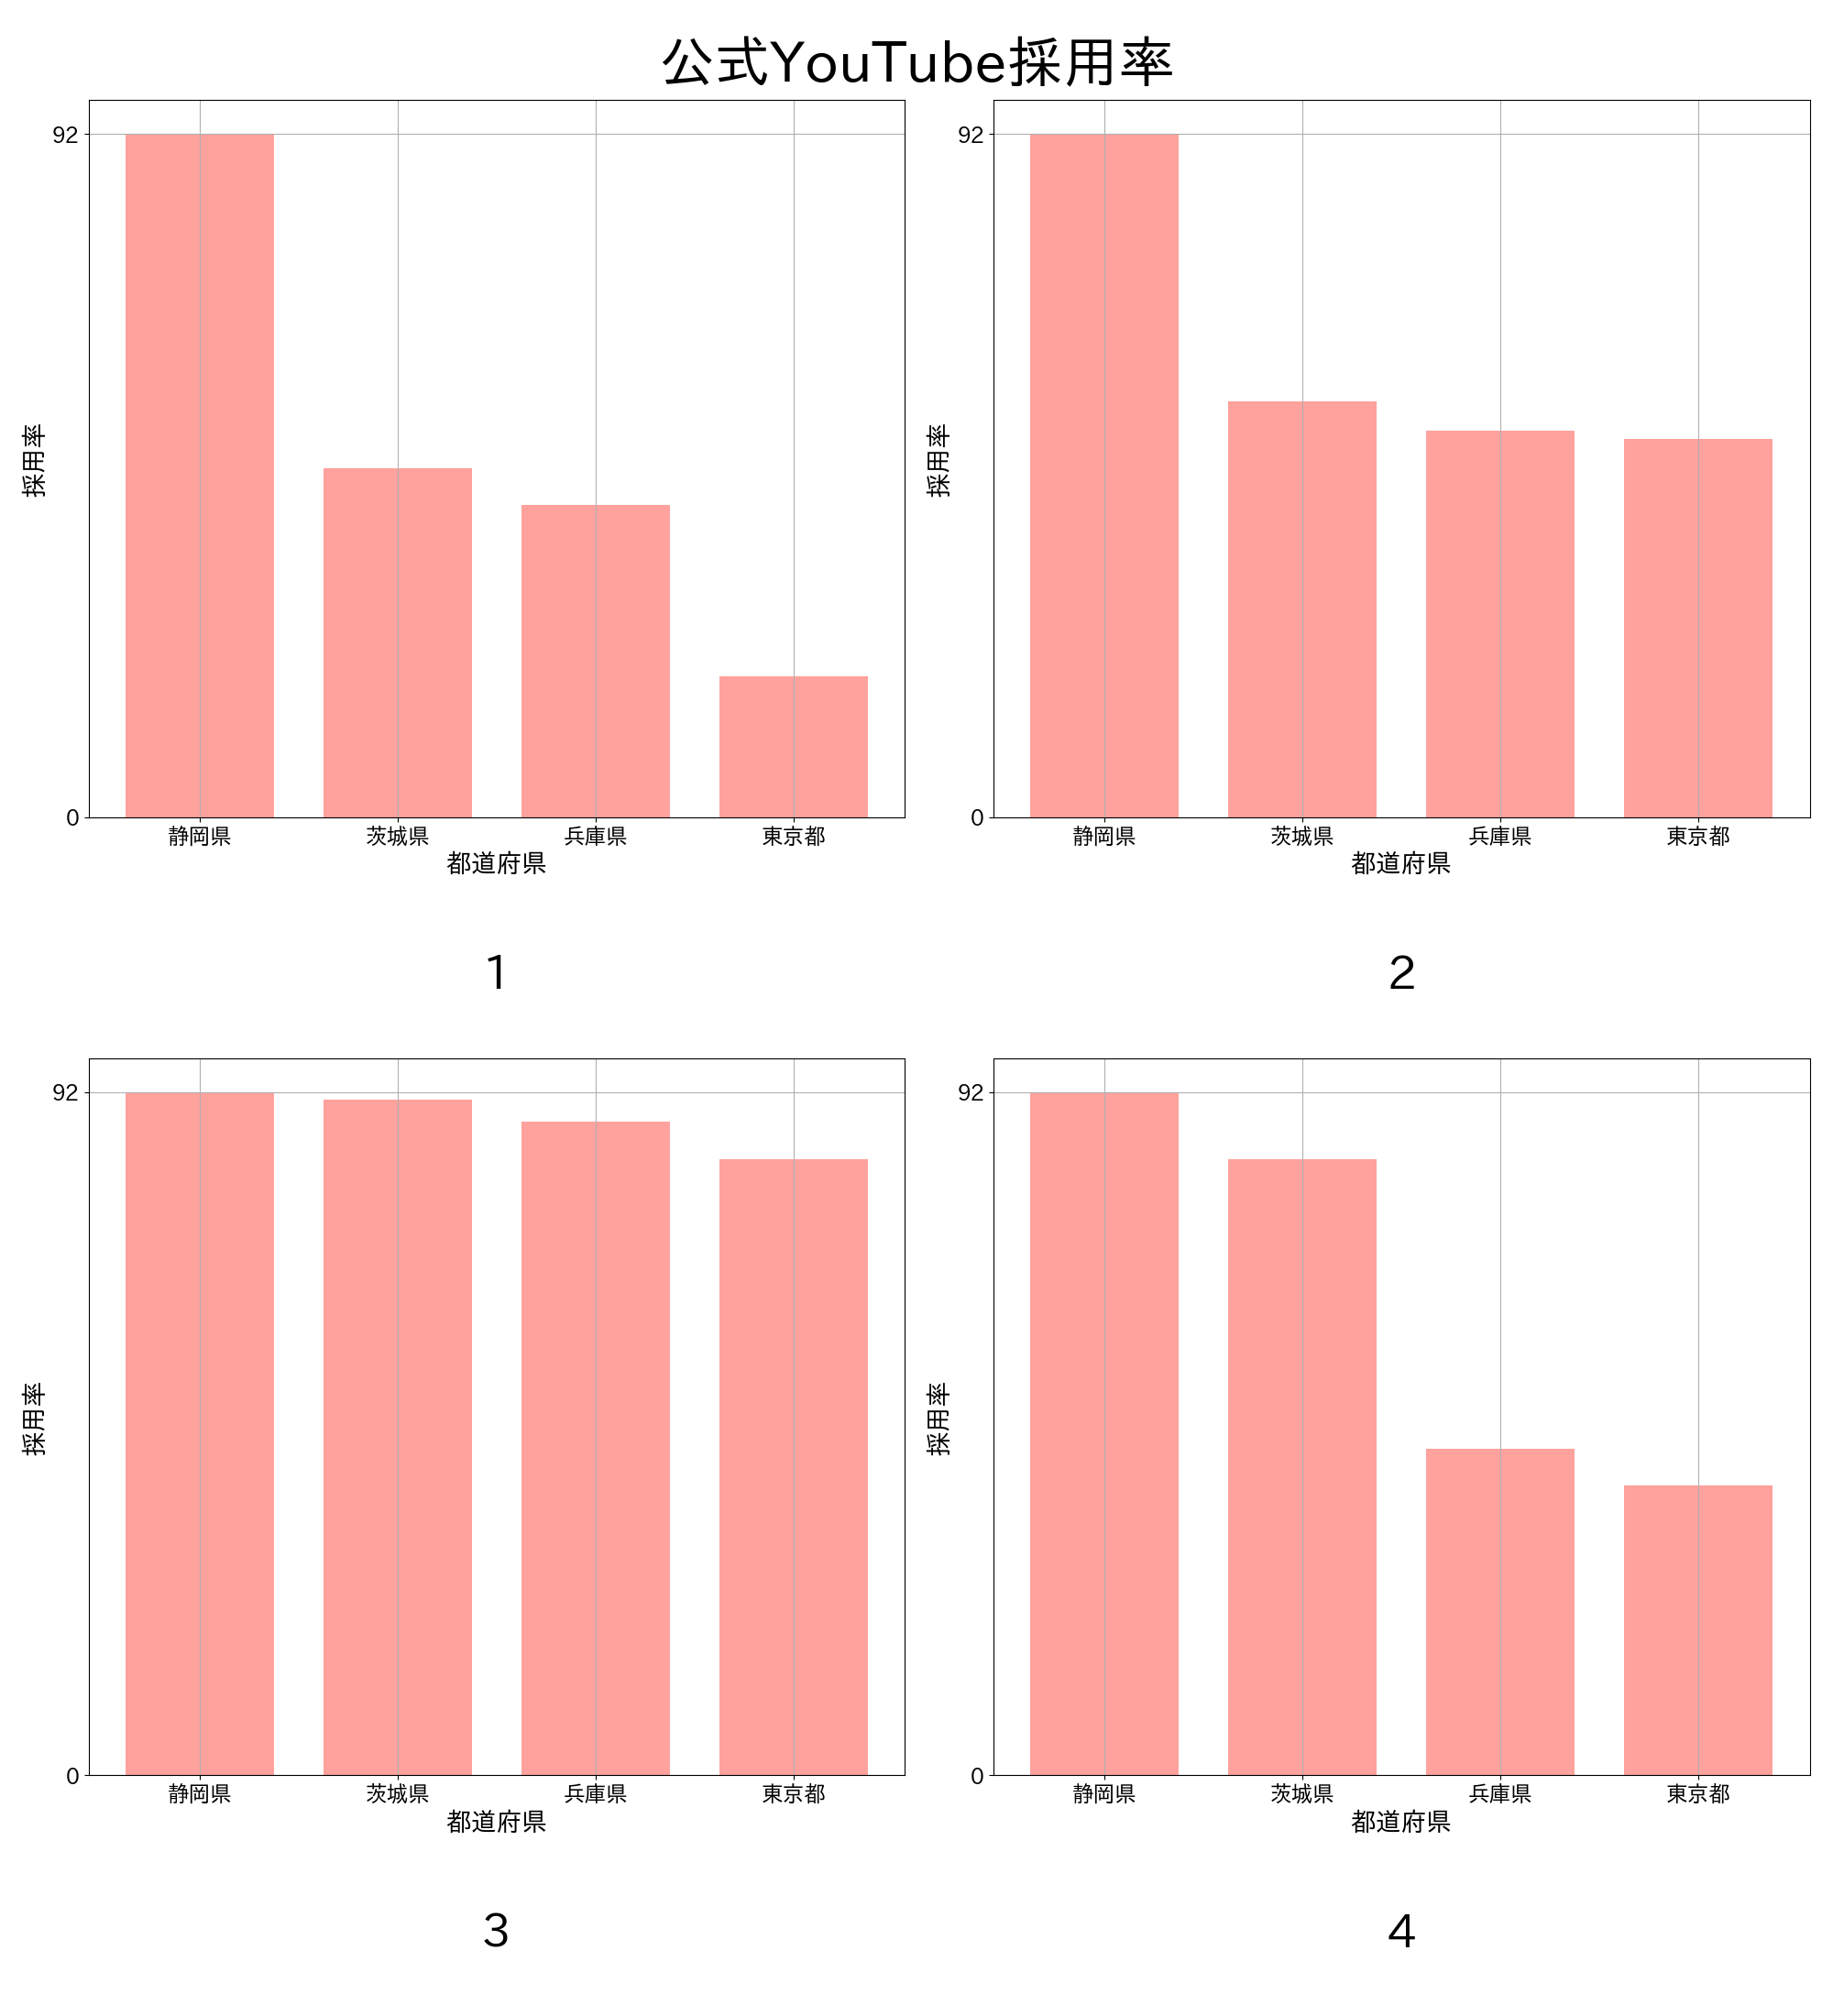 公式YouTube採用率
92
採用率
0
静岡県 茨城県 兵庫県 東京都
都道府県
1
92
採用率
0
静岡県 茨城県 兵庫県 東京都
都道府県
2
92
採用率
0
静岡県 茨城県 兵庫県 東京都
都道府県
3
92
採用率
0
静岡県 茨城県 兵庫県 東京都
都道府県
4